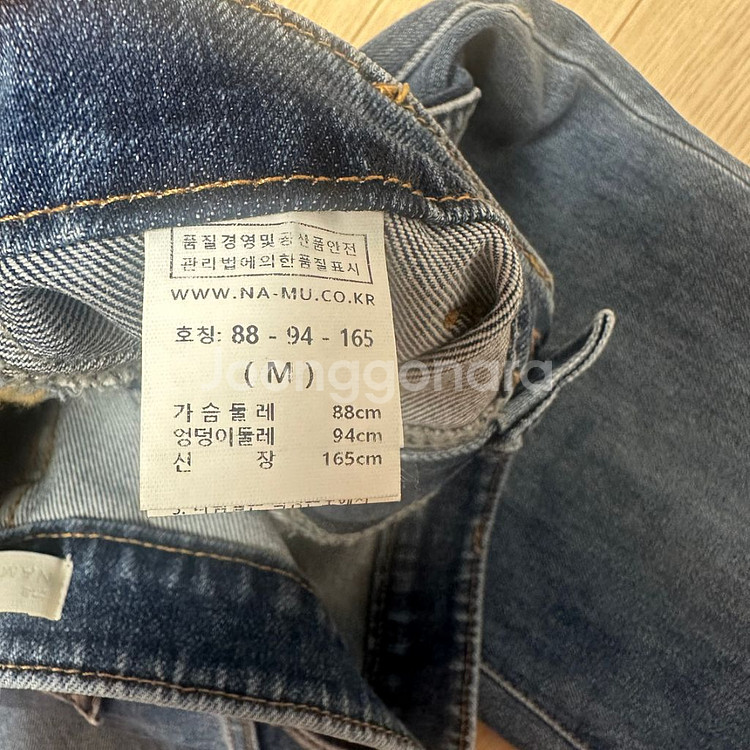 품질경영및공산품안전
관리법에의한품질표시
WWW.NA-MU.CO.KR
호칭: 88 - 94 - 165
(M)
Joonggonara
가슴둘레 88cm
엉덩이둘레 94cm
신장 165cm